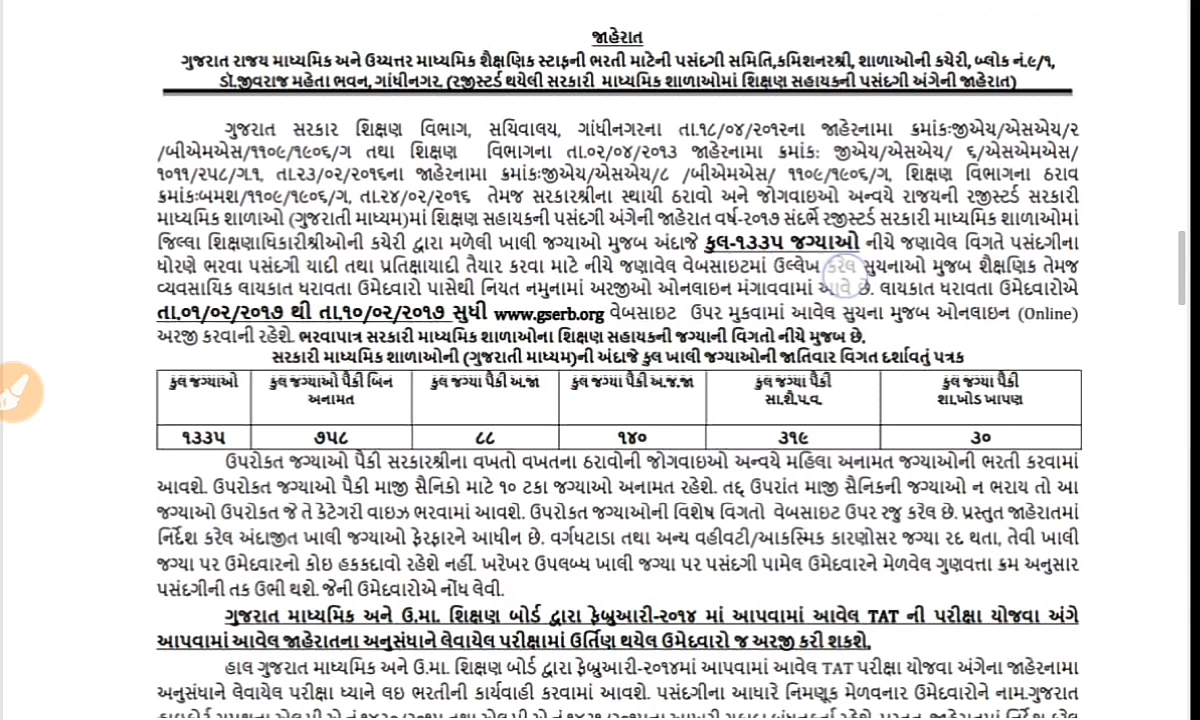 જાહેરાત
ગુજરાત રાજ્ય માધ્યમિક અને ઉચ્ચત્તર માધ્યમિક શૈક્ષણિક સ્ટાફની ભરતી માટેની પસંદગી સમિતિ,કમિશનરશ્રી, શાળાઓની કચેરી, બ્લોક નં.૯/૧,
ડૉ.જીવરાજ મહેતા ભવન, ગાંધીનગર. (રજીસ્ટર્ડ થયેલી સરકારી માધ્યમિક શાળાઓમાં શિક્ષણ સહાયકની પસંદગી અંગેની જાહેરાત)
ગુજરાત સરકાર શિક્ષણ વિભાગ, સચિવાલય, ગાંધીનગરના તા.૧૮/૦૪/૨૦૧૨ના જાહેરનામા ક્રમાંકઃજીએચ/એસએચ/૨
/બીએમએસ/૧૧૦૯/૧૯૦૬/ગ તથા શિક્ષણ વિભાગના તા.૦૨/૦૪/૨૦૧૩ જાહેરનામા ક્રમાંક: જીએચ/એસએચ/ ૬/એસએમએસ/
૧૦૧૧/૨૫૮/ગ.૧, તા.૨૩/૦૨/૨૦૧૬ના જાહેરનામા ક્રમાંકઃજીએચ/એસએચ/૮ /બીએમએસ/ ૧૧૦૯/૧૯૦૬/ગ, શિક્ષણ વિભાગના ઠરાવ
ક્રમાંકઃબમશ/૧૧૦૯/૧૯૦૬/ગ, તા.૨૪/૦૨/૨૦૧૬ તેમજ સરકારશ્રીના સ્થાયી ઠરાવો અને જોગવાઇઓ અન્વયે રાજ્યની રજીસ્ટર્ડ સરકારી
માધ્યમિક શાળાઓ (ગુજરાતી માધ્યમ)માં શિક્ષણ સહાયકની પસંદગી અંગેની જાહેરાત વર્ષ-૨૦૧૭ સંદર્ભે રજીસ્ટર્ડ સરકારી માધ્યમિક શાળાઓમાં
જિલ્લા શિક્ષણાધિકારીશ્રીઓની કચેરી દ્વારા મળેલી ખાલી જગ્યાઓ મુજબ અંદાજે કુલ-૧૩૩૫ જગ્યાઓ નીચે જણાવેલ વિગતે પસંદગીના
ધોરણે ભરવા પસંદગી યાદી તથા પ્રતિક્ષાયાદી તૈયાર કરવા માટે નીચે જણાવેલ વેબસાઇટમાં ઉલ્લેખ કરેલ સુચનાઓ મુજબ શૈક્ષણિક તેમજ
વ્યવસાયિક લાયકાત ધરાવતા ઉમેદવારો પાસેથી નિયત નમુનામાં અરજીઓ ઓનલાઇન મંગાવવામાં આવે છે. લાયકાત ધરાવતા ઉમેદવારોએ
તા.૦૧/૦૨/૨૦૧૭ થી તા.૧૦/૦૨/૨૦૧૭ સુધી www.gserb.org વેબસાઇટ ઉપર મુકવામાં આવેલ સુચના મુજબ ઓનલાઇન (Online)
અરજી કરવાની રહેશે. ભરવાપાત્ર સરકારી માધ્યમિક શાળાઓના શિક્ષણ સહાયકની જગ્યાની વિગતો નીચે મુજબ છે.
સરકારી માધ્યમિક શાળાઓની (ગુજરાતી માધ્યમ)ની અંદાજે કુલ ખાલી જગ્યાઓની જાતિવાર વિગત દર્શાવતું પત્રક
કુલ જગ્યાઓ કુલ જગ્યાઓ પૈકી બિન અનામત કુલ જગ્યા પૈકી અ.જા કુલ જગ્યા પૈકી અ.જ.જા કુલ જગ્યા પૈકી સા.શૈ.પ.વ. કુલ જગ્યા પૈકી શા.ખોડ ખાપણ
૧૩૩૫ ૭૫૮ ૮૮ ૧૪૦ ૩૧૯ ૩૦
ઉપરોક્ત જગ્યાઓ પૈકી સરકારશ્રીના વખતો વખતના ઠરાવોની જોગવાઇઓ અન્વયે મહિલા અનામત જગ્યાઓની ભરતી કરવામાં
આવશે. ઉપરોક્ત જગ્યાઓ પૈકી માજી સૈનિકો માટે ૧૦ ટકા જગ્યાઓ અનામત રહેશે. તદ્દ ઉપરાંત માજી સૈનિકની જગ્યાઓ ન ભરાય તો આ
જગ્યાઓ ઉપરોક્ત જે તે કેટેગરી વાઇઝ ભરવામાં આવશે. ઉપરોક્ત જગ્યાઓની વિશેષ વિગતો વેબસાઇટ ઉપર રજુ કરેલ છે. પ્રસ્તુત જાહેરાતમાં
નિર્દેશ કરેલ અંદાજીત ખાલી જગ્યાઓ ફેરફારને આધીન છે. વર્ગઘટાડા તથા અન્ય વહીવટી/આકસ્મિક કારણોસર જગ્યા રદ થતા, તેવી ખાલી
જગ્યા પર ઉમેદવારનો કોઇ હકકદાવો રહેશે નહીં. ખરેખર ઉપલબ્ધ ખાલી જગ્યા પર પસંદગી પામેલ ઉમેદવારને મેળવેલ ગુણવત્તા ક્રમ અનુસાર
પસંદગીની તક ઉભી થશે. જેની ઉમેદવારોએ નોંધ લેવી.
ગુજરાત માધ્યમિક અને ઉ.મા. શિક્ષણ બોર્ડ દ્વારા ફેબ્રુઆરી-૨૦૧૪ માં આપવામાં આવેલ TAT ની પરીક્ષા યોજવા અંગે
આપવામાં આવેલ જાહેરાતના અનુસંધાને લેવાયેલ પરીક્ષામાં ઉર્તિણ થયેલ ઉમેદવારો જ અરજી કરી શકશે.
હાલ ગુજરાત માધ્યમિક અને ઉ.મા. શિક્ષણ બોર્ડ દ્વારા ફેબ્રુઆરી-૨૦૧૪માં આપવામાં આવેલ TAT પરીક્ષા યોજવા અંગેના જાહેરનામા
અનુસંધાને લેવાયેલ પરીક્ષા ધ્યાને લઇ ભરતીની કાર્યવાહી કરવામાં આવશે. પસંદગીના આધારે નિમણૂક મેળવનાર ઉમેદવારોને નામ.ગુજરાત